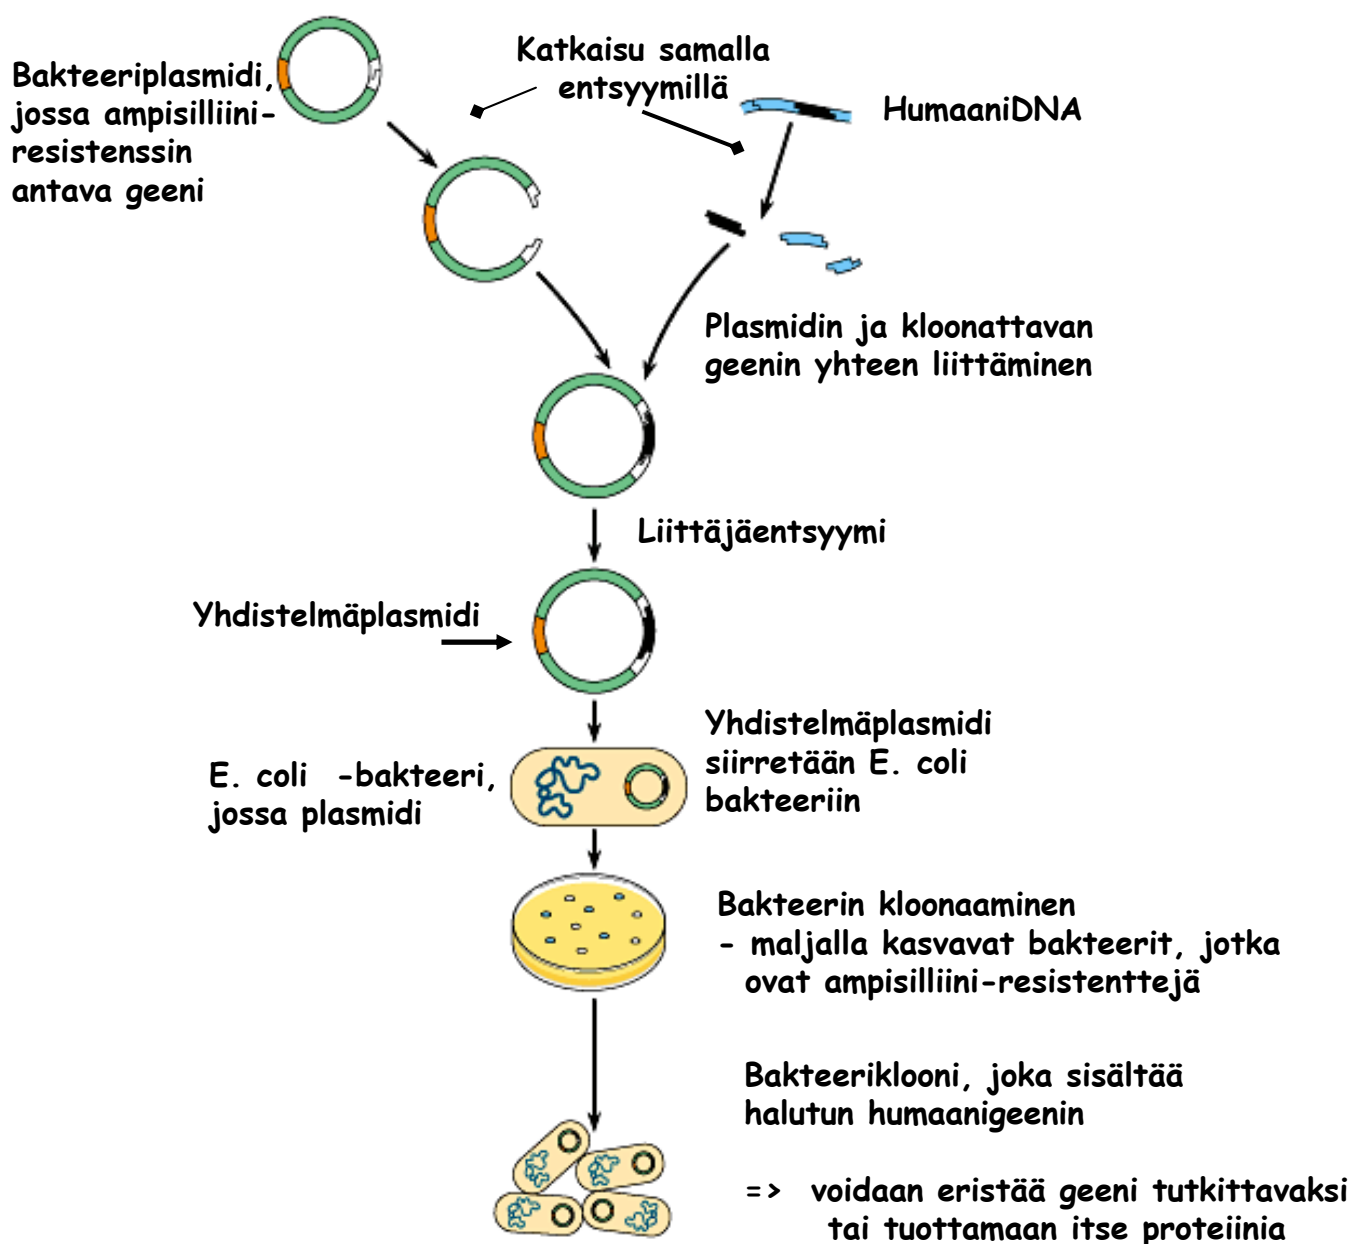 Bakteeriplasmidi,
jossa ampisilliini-
resistenssin
antava geeni
Katkaisu samalla
entsyymillä
HumaaniDNA
Plasmidin ja kloonattavan
geenin yhteen liittäminen
Liittäjäentsyymi
Yhdistelmäplasmidi
Yhdistelmäplasmidi
siirretään E. coli
bakteeriin
E. coli -bakteeri,
jossa plasmidi
Bakteerin kloonaaminen
- maljalla kasvavat bakteerit, jotka
ovat ampisilliini-resistenttejä
Bakteeriklooni, joka sisältää
halutun humaanigeenin
=> voidaan eristää geeni tutkittavaksi
tai tuottamaan itse proteiinia